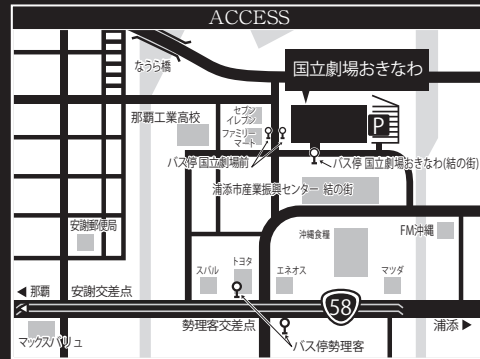 ACCESS
なうら橋
国立劇場おきなわ
那覇工業高校
セブン
イレブン
ファミリー
マート
P
バス停 国立劇場前
バス停 国立劇場おきなわ(結の街)
浦添市産業振興センター 結の街
安謝郵便局
沖縄食糧
FM沖縄
スバル
トヨタ
エネオス
マツダ
◀ 那覇
安謝交差点
58
マックスバリュ
勢理客交差点
バス停勢理客
浦添 ▶